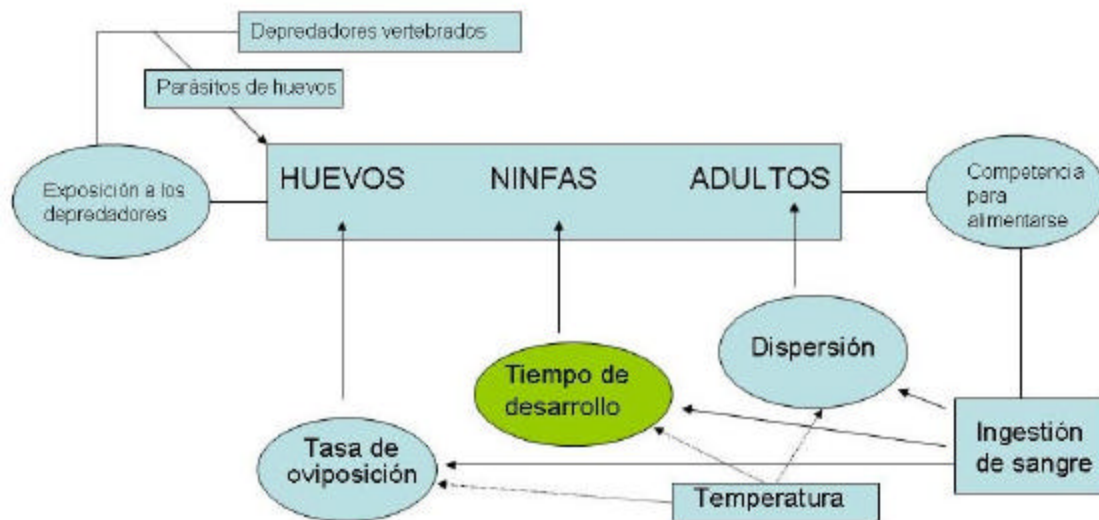 Depredadores vertebrados
Parásitos de huevos
HUEVOS NINFAS ADULTOS
Exposición a los
depredadores
Competencia
para
alimentarse
Dispersión
Tiempo de
desarrollo
Tasa de
oviposición
Ingestión
de sangre
Temperatura